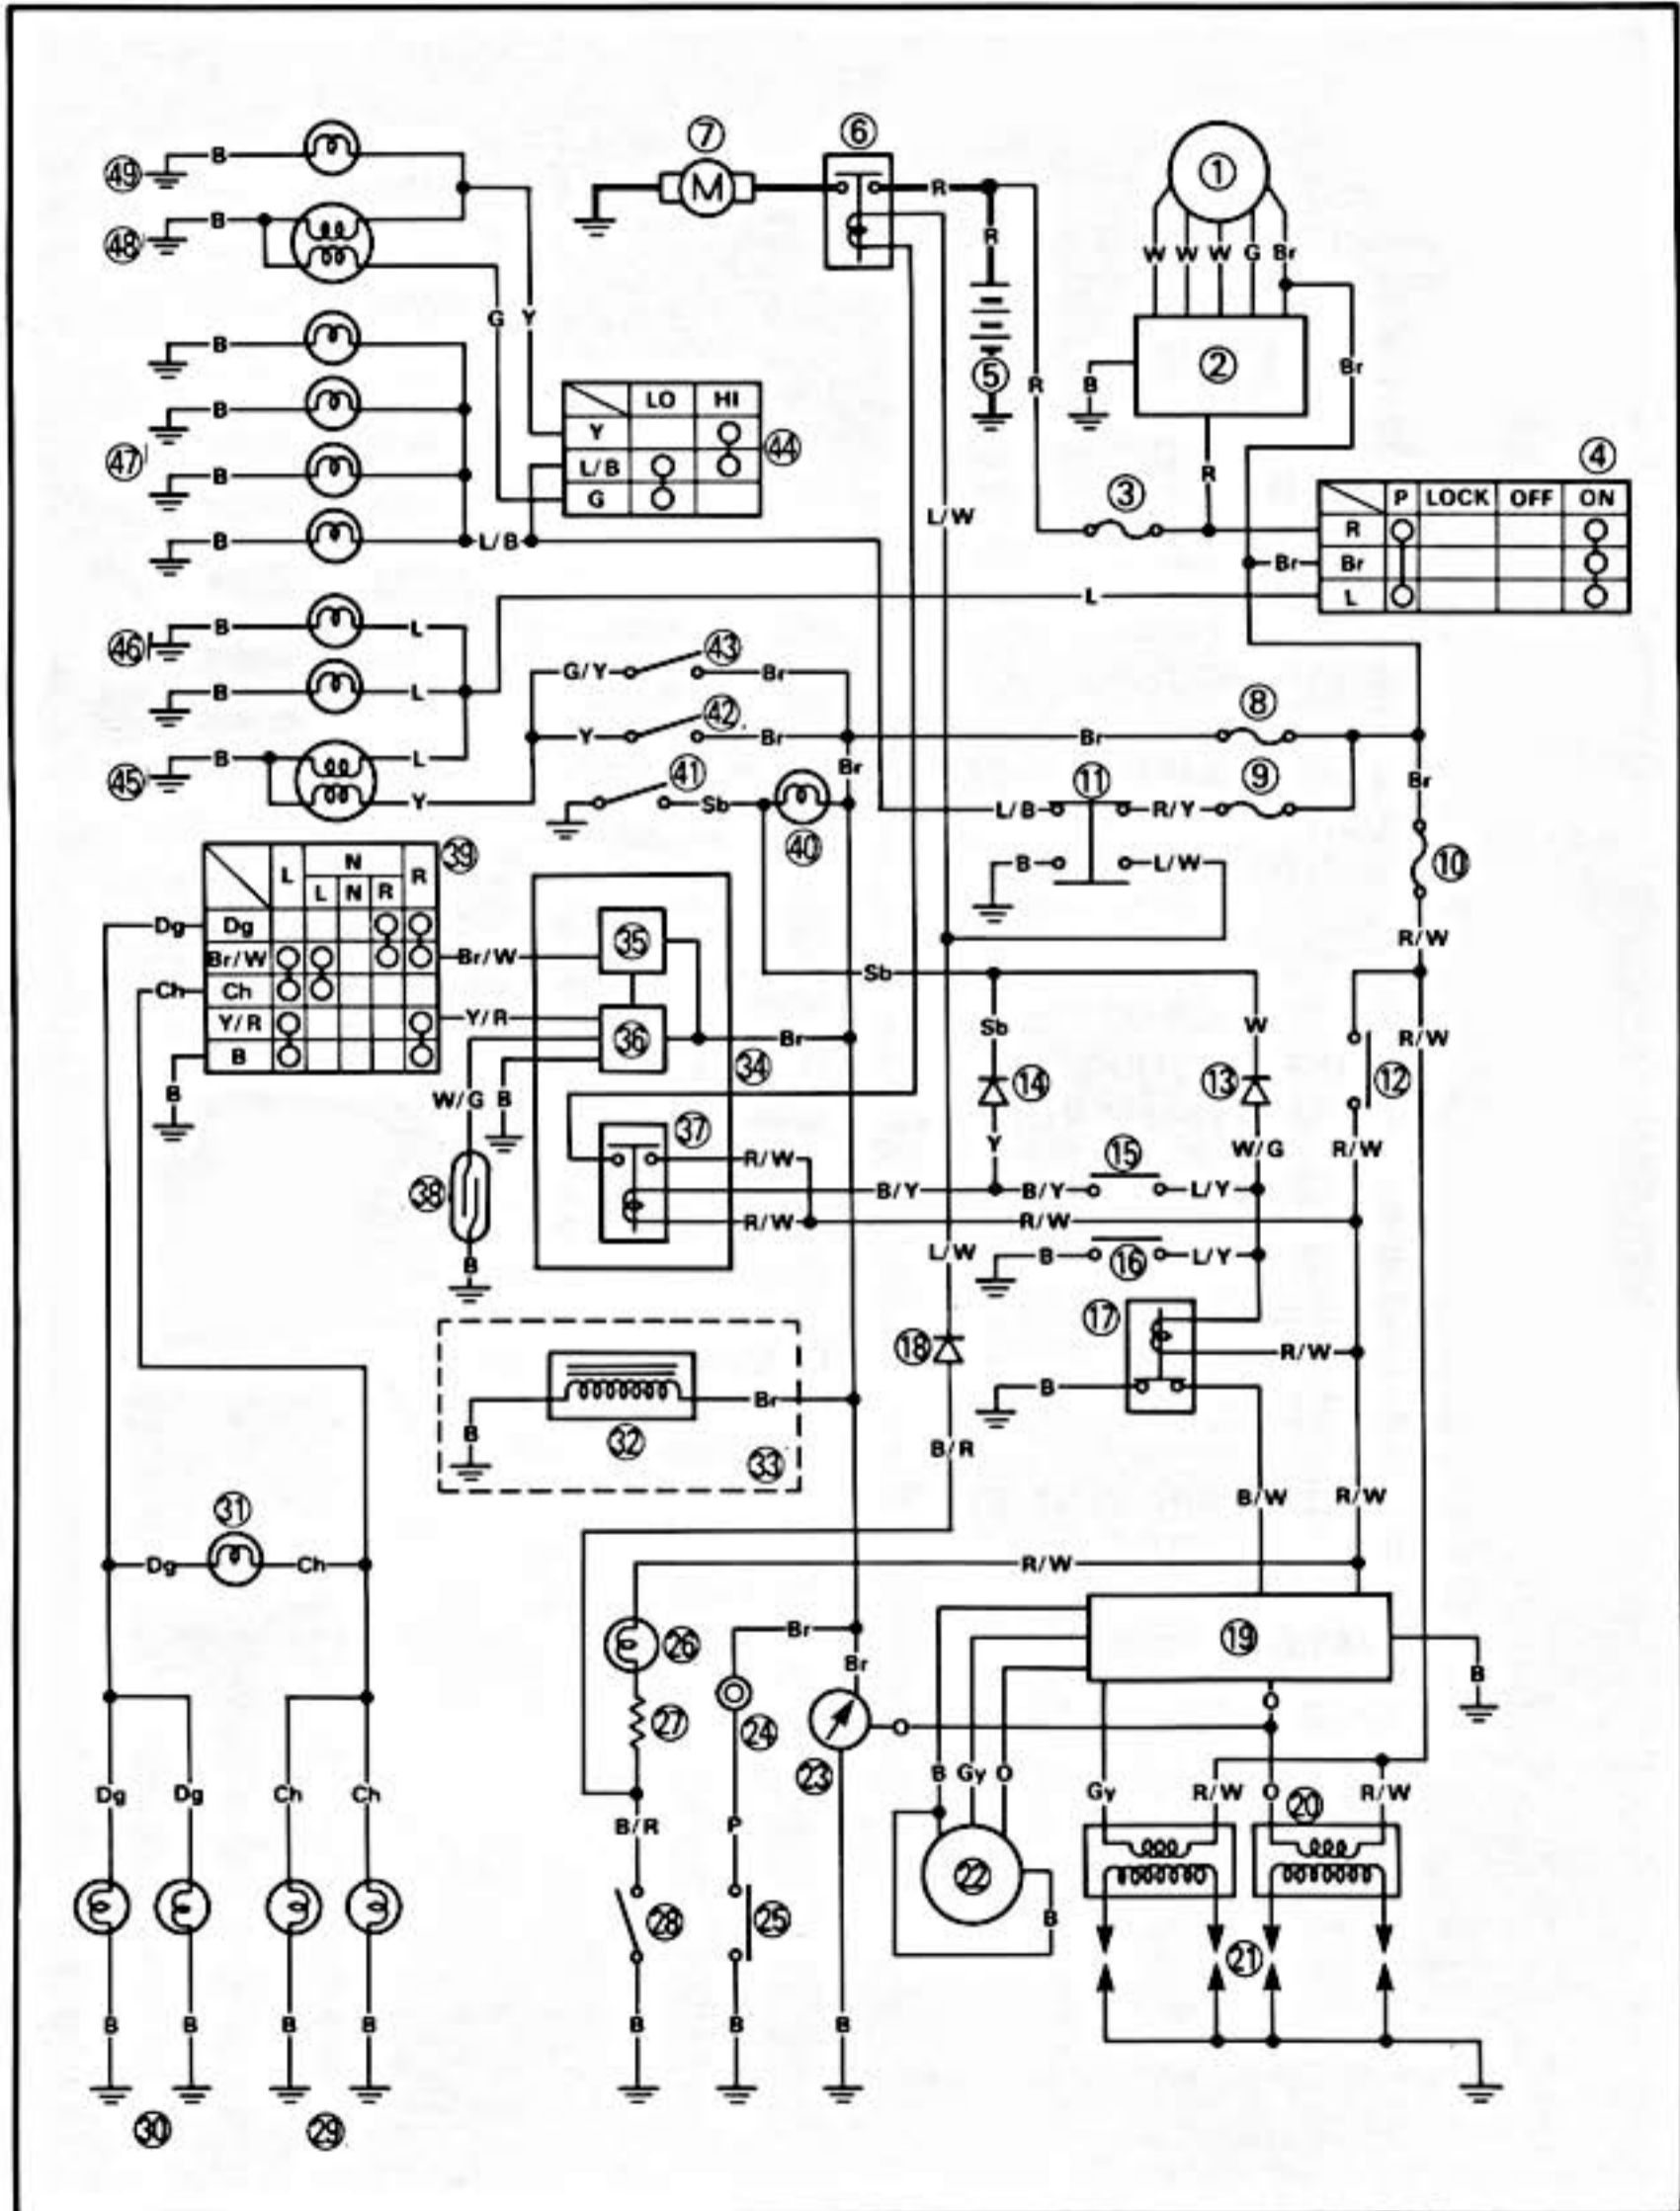 ⑦ ⑥
①
㊾ B
M
R
㊽ B
R
W W W G Br
G Y
B
②
Br
⑤ R B
LO HI
B
Y
㊹
④
㊼ B
L/B
R
P LOCK OFF ON
G
③
L/W
R
B L/B
Br Br
L
L
㊻ B L
㊸
G/Y Br
B L
㊷
⑧
Y Br Br
B L
Br
㊶
⑪ ⑨
Br
㊺
Y
Sb
L/B R/Y
㊵
㊴
N
B L/W
⑩
L R
L N R
Dg Dg
R/W
㉟
Br/W Br/W
Sb
Ch Ch
Y/R Y/R
Sb W R/W
㊱ Br
B
㉞
⑭ ⑬ ⑫
B
W/G B
㊲
Y W/G R/W
⑮
R/W
㊳
B/Y B/Y L/Y
R/W R/W
B
L/W B ⑯ L/Y
⑰
⑱
R/W
Br B
B
㉜
B/R
㉝
B/W R/W
㉛
Dg Ch
R/W
⑲
㉖
Br
Br
B
O
㉗ ㉔
O
㉓
Dg Dg Ch Ch
B Gy O Gy R/W O ⑳ R/W
B/R P
㉒
㉘ ㉕
B
㉑
B B B B B B B
㉚ ㉙